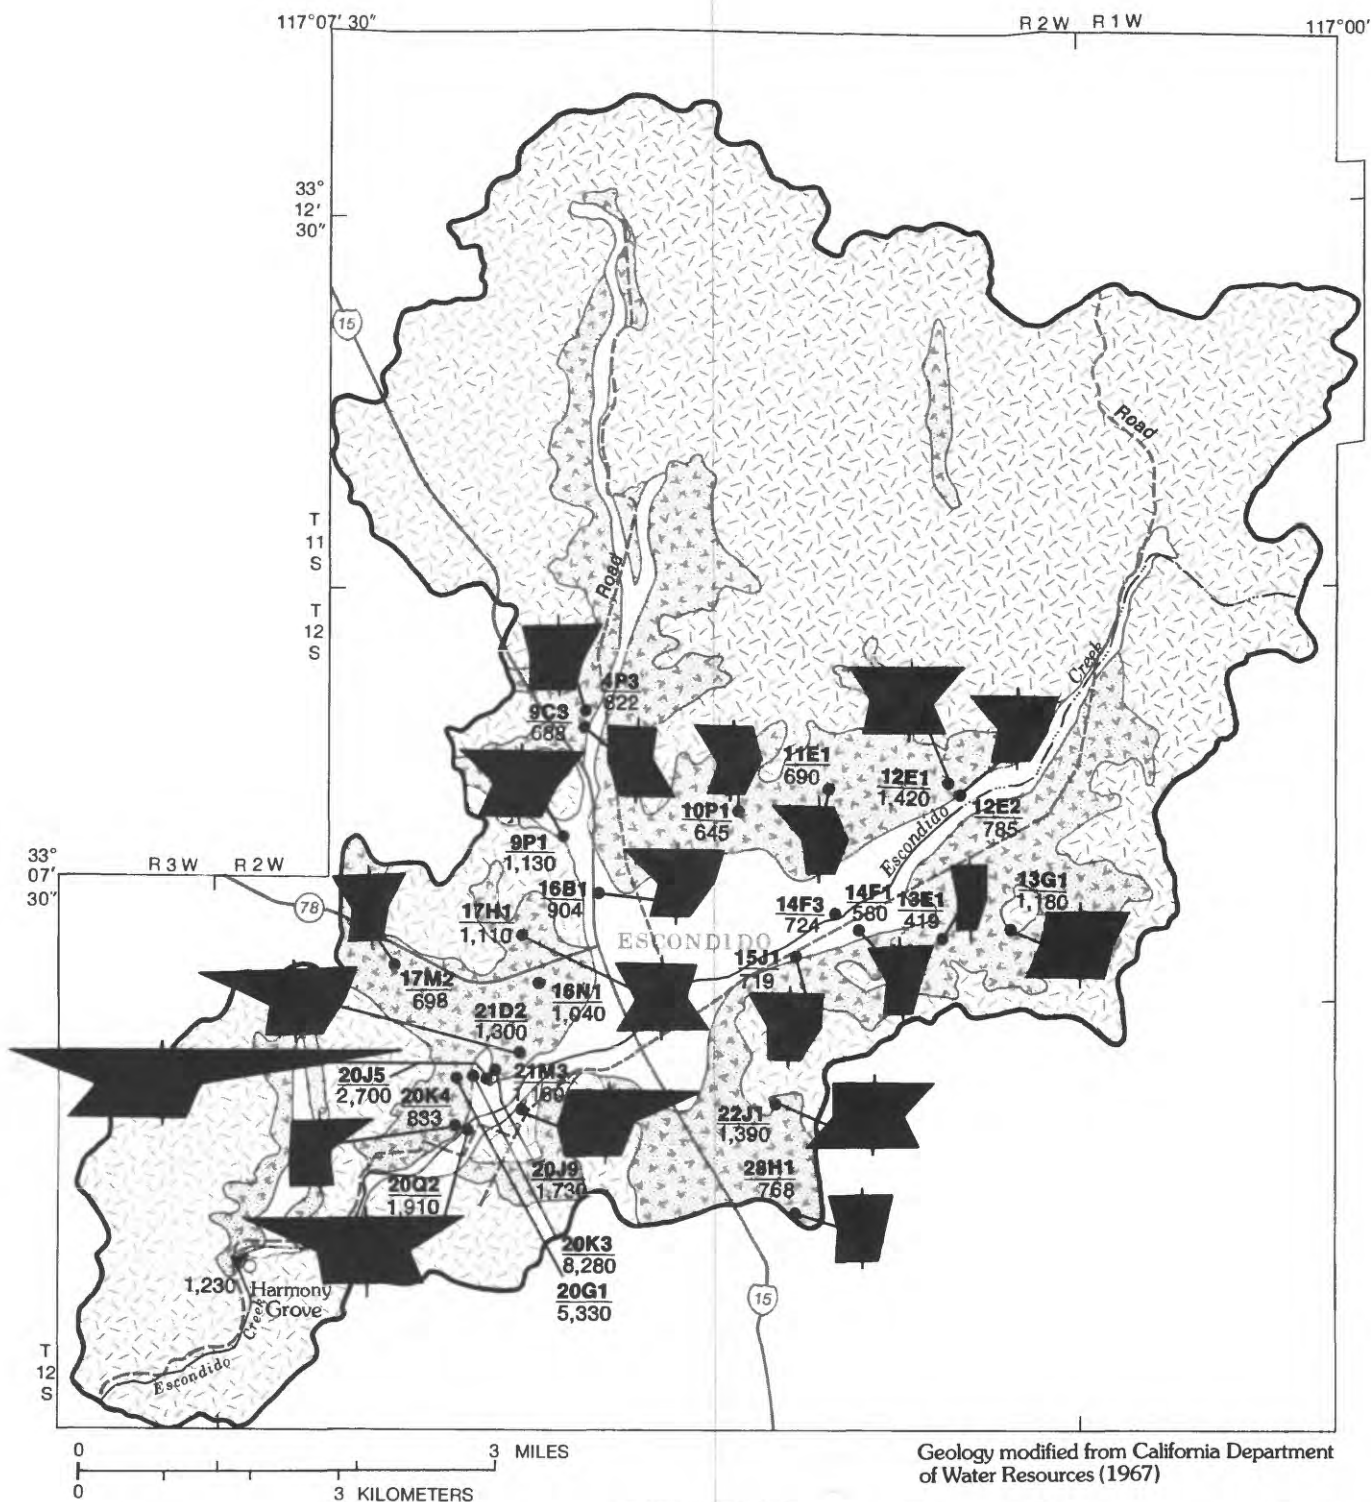 117°07' 30"
R 2 W R 1 W
117°00'
33°
12'
30"
15
Road
Road
T
11
S
T
12
S
Creek
4P3
822
9C3
688
11E1
690
12E1
1,420
10P1
645
12E2
785
Escondido
9P1
1,130
33°
07'
30"
R 3 W R 2 W
78
16B1
904
17H1
1,110
14F3
724
14F1
580
13E1
419
13G1
1,180
ESCONDIDO
15J1
719
17M2
698
16N1
1,040
21D2
1,300
20J5
2,700
21M3
20K4
833
22J1
1,390
20J9
1,730
28H1
768
20Q2
1,910
20K3
8,280
20G1
5,330
1,230
Harmony
Grove
Creek
Escondido
15
T
12
S
0 3 MILES
0 3 KILOMETERS
Geology modified from California Department
of Water Resources (1967)